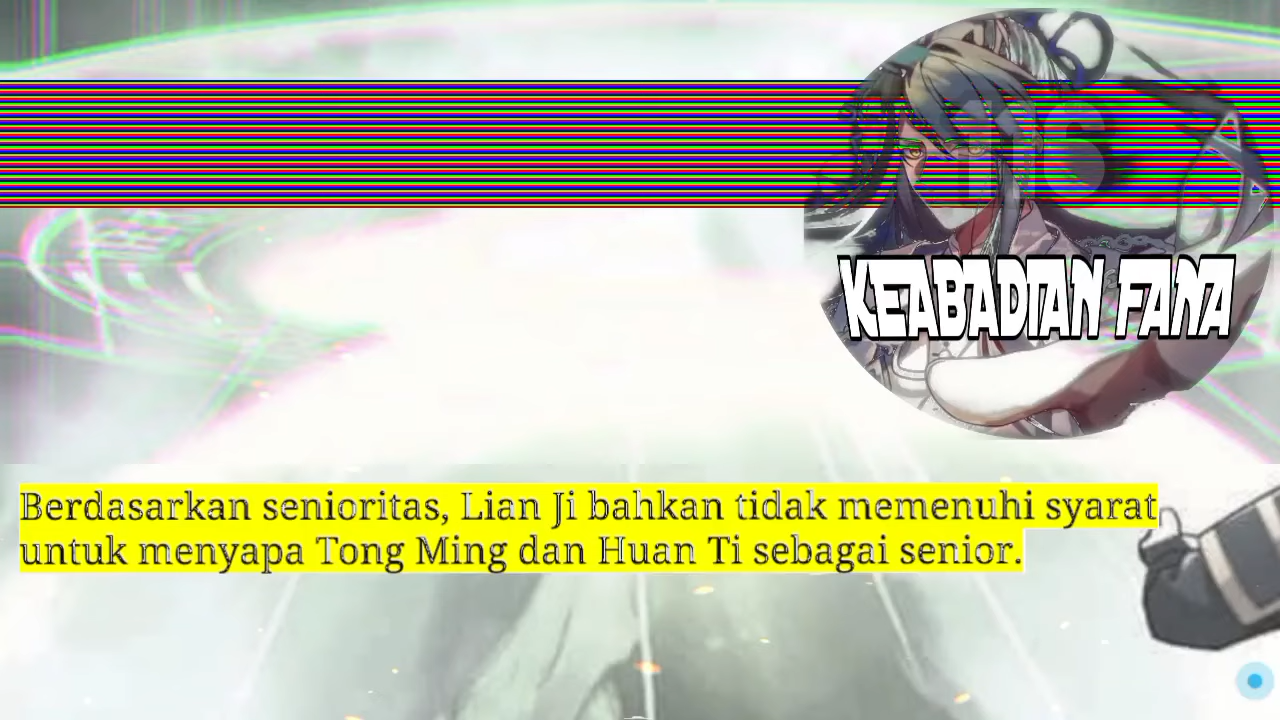 KEABADIAN FANA
Berdasarkan senioritas, Lian Ji bahkan tidak memenuhi syarat
untuk menyapa Tong Ming dan Huan Ti sebagai senior.